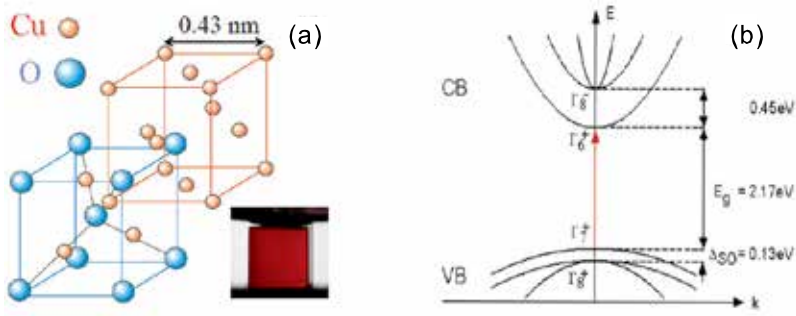 Cu
O
0.43 nm
(a)
(b)
E
CB
Γ8⁻
0.45eV
Γ6⁺
Eg = 2.17eV
Γ7⁺
ΔSO = 0.13eV
VB
Γ8⁺
k